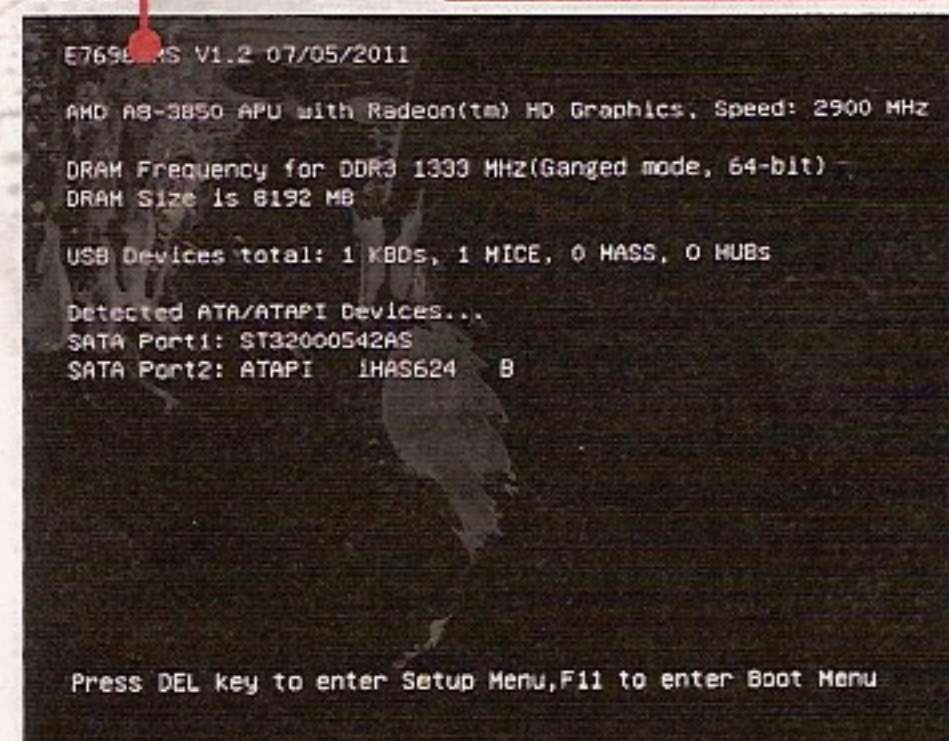 V1.2 07/05/2011
AMD A8-3850 APU with Radeon(tm) HD Graphics, Speed: 2900 MHz
DRAM Frequency for DDR3 1333 MHz(Ganged mode, 64-bit)
DRAM Size is 8192 MB
USB Devices total: 1 KBDs, 1 MICE, 0 MASS, 0 HUBs
Detected ATA/ATAPI Devices...
SATA Port1: ST32000542AS
SATA Port2: ATAPI iHAS624 B
Press DEL key to enter Setup Menu,F11 to enter Boot Menu